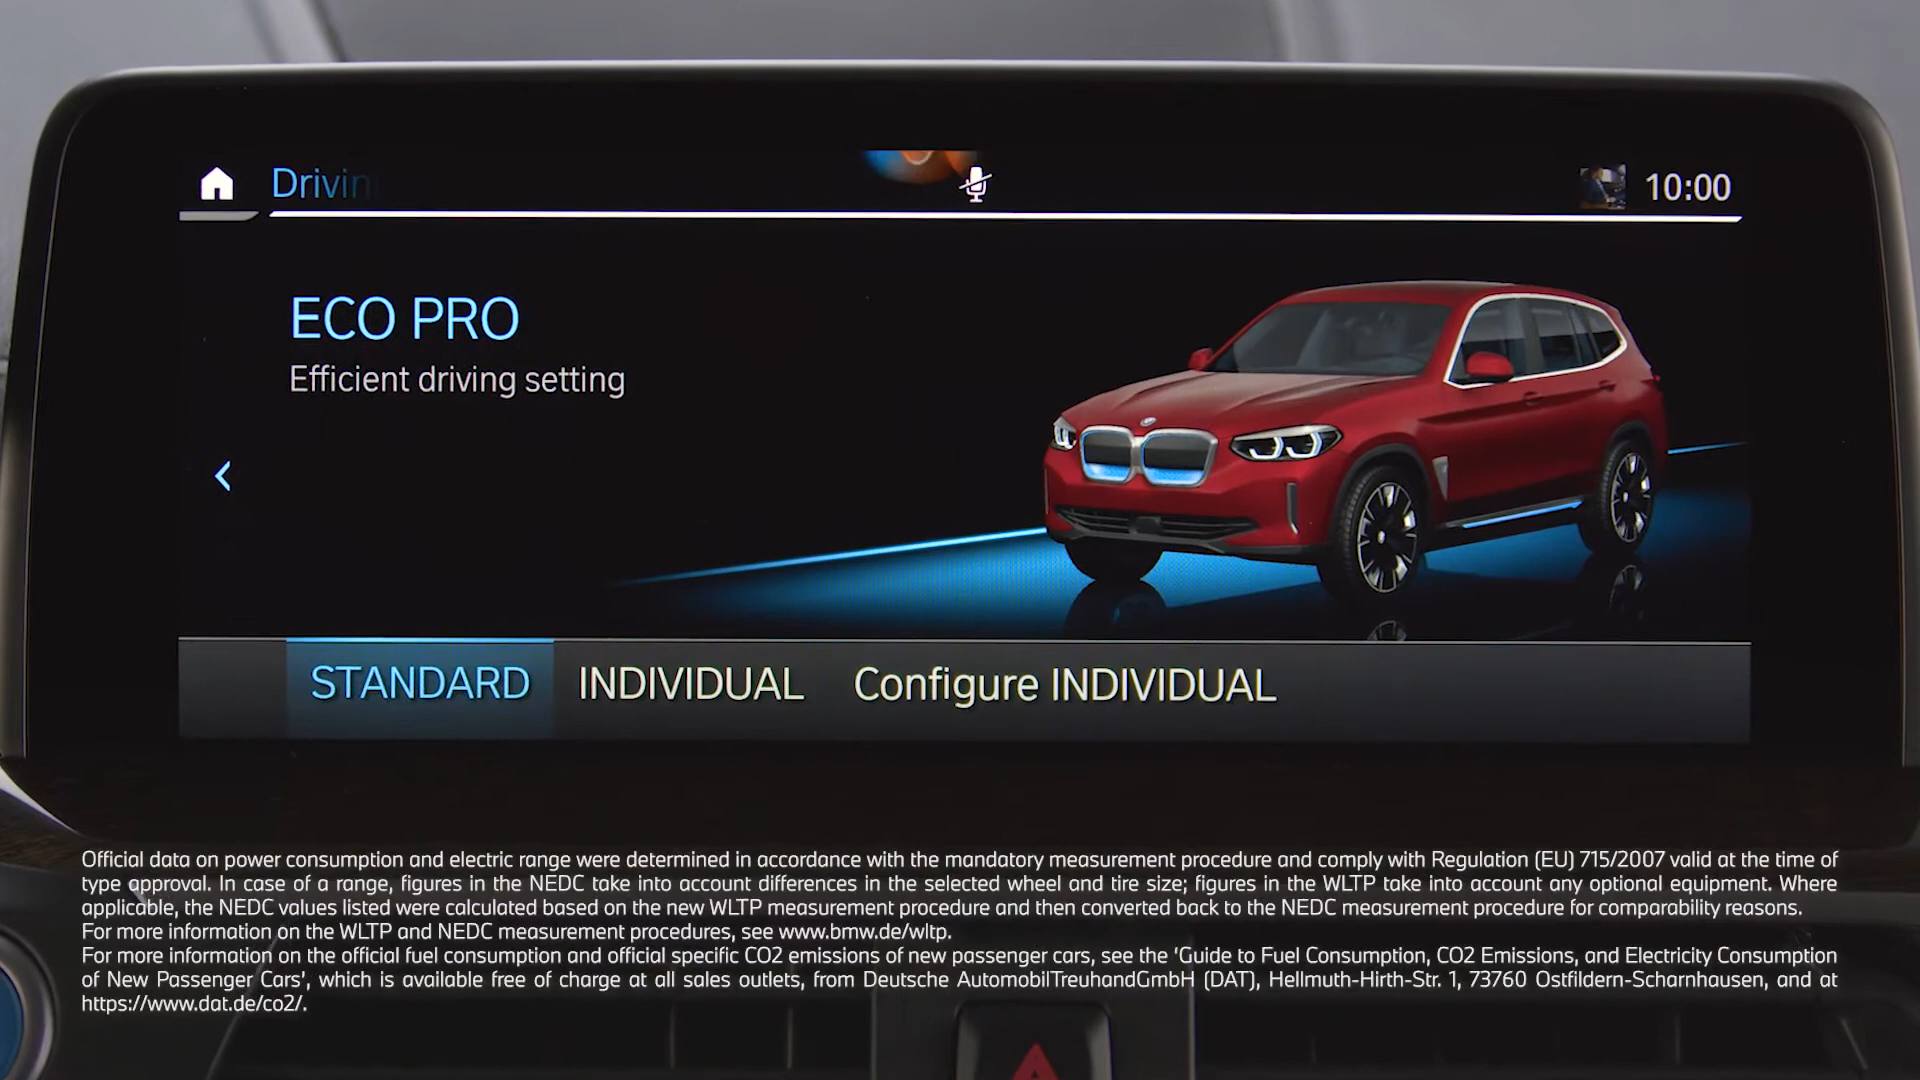 Drivin
10:00
ECO PRO
Efficient driving setting
STANDARD INDIVIDUAL Configure INDIVIDUAL
Official data on power consumption and electric range were determined in accordance with the mandatory measurement procedure and comply with Regulation (EU) 715/2007 valid at the time of
type approval. In case of a range, figures in the NEDC take into account differences in the selected wheel and tire size; figures in the WLTP take into account any optional equipment. Where
applicable, the NEDC values listed were calculated based on the new WLTP measurement procedure and then converted back to the NEDC measurement procedure for comparability reasons.
For more information on the WLTP and NEDC measurement procedures, see www.bmw.de/wltp.
For more information on the official fuel consumption and official specific CO2 emissions of new passenger cars, see the ‘Guide to Fuel Consumption, CO2 Emissions, and Electricity Consumption
of New Passenger Cars’, which is available free of charge at all sales outlets, from Deutsche AutomobilTreuhandGmbH (DAT), Hellmuth-Hirth-Str. 1, 73760 Ostfildern-Scharnhausen, and at
https://www.dat.de/co2/.